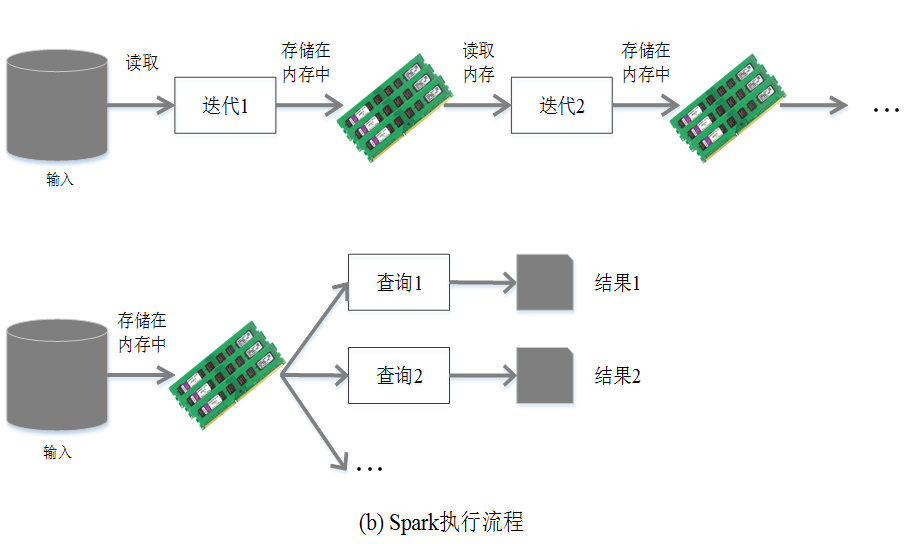 读取
存储在
内存中
读取
内存
存储在
内存中
迭代1
迭代2
...
输入
查询1
结果1
存储在
内存中
查询2
结果2
...
输入
(b) Spark执行流程